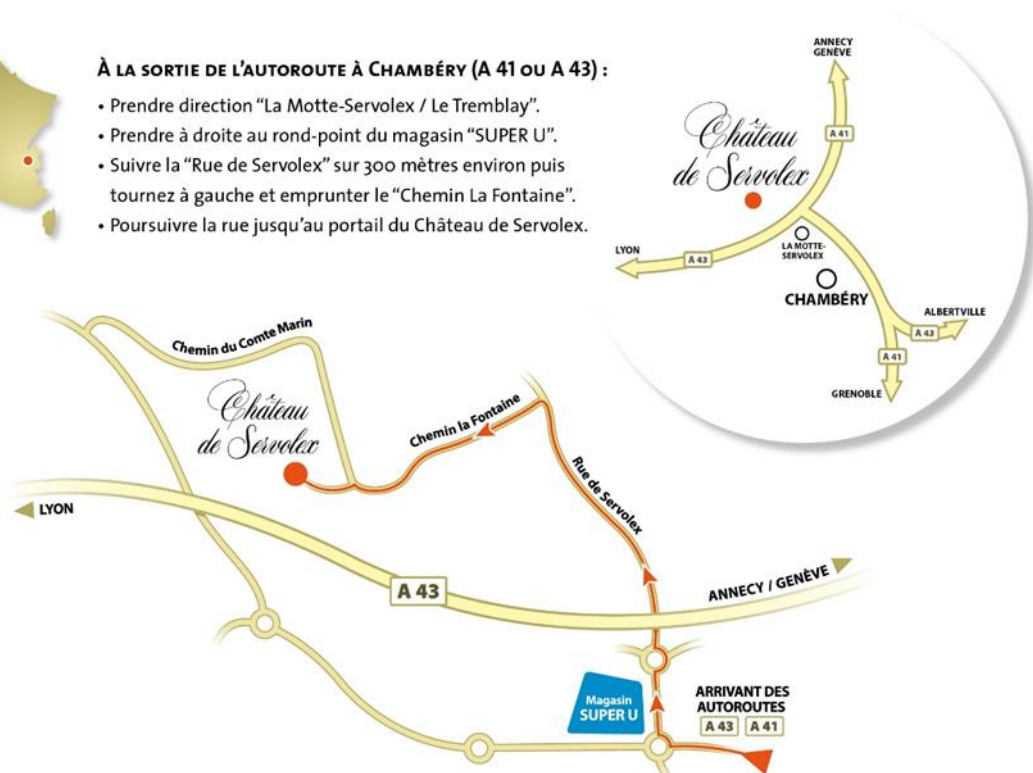 À LA SORTIE DE L'AUTOROUTE À CHAMBÉRY (A 41 OU A 43) :
• Prendre direction “La Motte-Servolex / Le Tremblay”.
• Prendre à droite au rond-point du magasin “SUPER U”.
• Suivre la “Rue de Servolex” sur 300 mètres environ puis
tournez à gauche et emprunter le “Chemin La Fontaine”.
• Poursuivre la rue jusqu'au portail du Château de Servolex.
ANNECY
GENÈVE
A 41
Château
de Servolex
LYON
A 43
LA MOTTE-
SERVOLEX
CHAMBÉRY
ALBERTVILLE
A 43
A 41
GRENOBLE
Chemin du Comte Marin
Château
de Servolex
Chemin la Fontaine
Rue de Servolex
LYON
A 43
ANNECY / GENÈVE
Magasin
SUPER U
ARRIVANT DES
AUTOROUTES
A 43 A 41